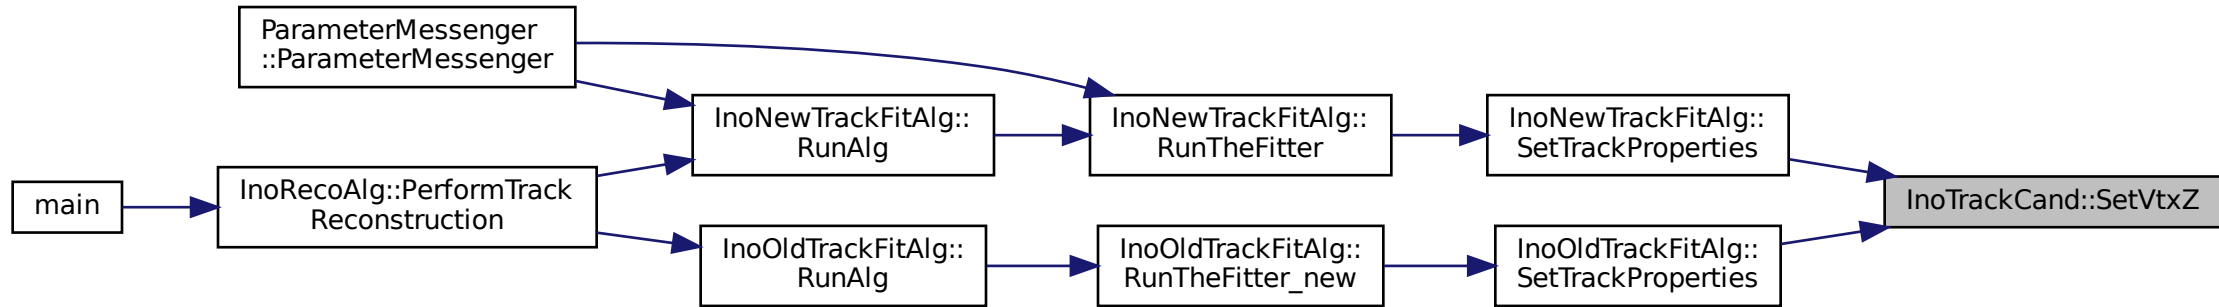 ParameterMessenger
::ParameterMessenger
InoNewTrackFitAlg::
RunAlg
InoNewTrackFitAlg::
RunTheFitter
InoNewTrackFitAlg::
SetTrackProperties
main
InoRecoAlg::PerformTrack
Reconstruction
InoTrackCand::SetVtxZ
InoOldTrackFitAlg::
RunAlg
InoOldTrackFitAlg::
RunTheFitter_new
InoOldTrackFitAlg::
SetTrackProperties